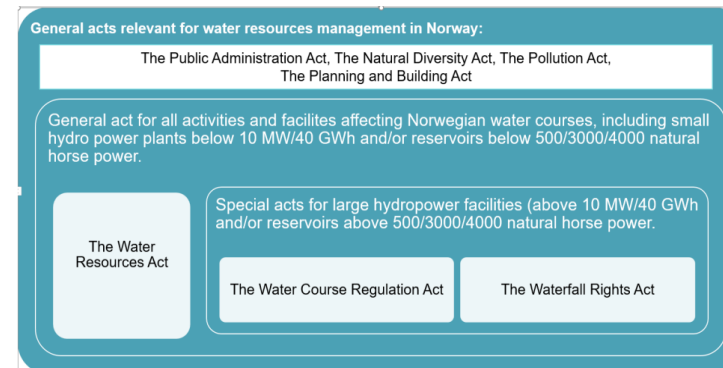 General acts relevant for water resources management in Norway:
The Public Administration Act, The Natural Diversity Act, The Pollution Act,
The Planning and Building Act
General act for all activities and facilites affecting Norwegian water courses, including small
hydro power plants below 10 MW/40 GWh and/or reservoirs below 500/3000/4000 natural
horse power.
The Water
Resources Act
Special acts for large hydropower facilities (above 10 MW/40 GWh
and/or reservoirs above 500/3000/4000 natural horse power.
The Water Course Regulation Act
The Waterfall Rights Act